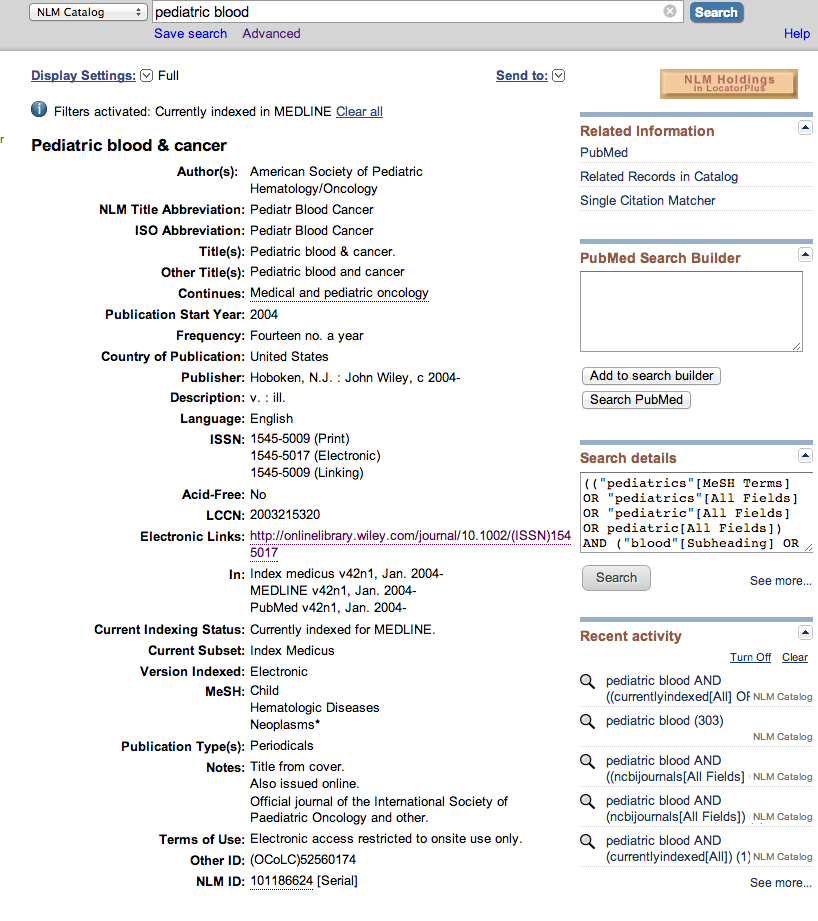 NLM Catalog
pediatric blood
Search
Save search
Advanced
Help
Display Settings:
Full
Send to:
NLM Holdings
in LocatorPlus
Filters activated: Currently indexed in MEDLINE Clear all
r
Pediatric blood & cancer
Author(s): American Society of Pediatric
Hematology/Oncology
NLM Title Abbreviation: Pediatr Blood Cancer
ISO Abbreviation: Pediatr Blood Cancer
Title(s): Pediatric blood & cancer.
Other Title(s): Pediatric blood and cancer
Continues: Medical and pediatric oncology
Publication Start Year: 2004
Frequency: Fourteen no. a year
Country of Publication: United States
Publisher: Hoboken, N.J. : John Wiley, c 2004-
Description: v. : ill.
Language: English
ISSN: 1545-5009 (Print)
1545-5017 (Electronic)
1545-5009 (Linking)
Acid-Free: No
LCCN: 2003215320
Electronic Links: http://onlinelibrary.wiley.com/journal/10.1002/(ISSN)154
5017
In: Index medicus v42n1, Jan. 2004-
MEDLINE v42n1, Jan. 2004-
PubMed v42n1, Jan. 2004-
Current Indexing Status: Currently indexed for MEDLINE.
Current Subset: Index Medicus
Version Indexed: Electronic
MeSH: Child
Hematologic Diseases
Neoplasms*
Publication Type(s): Periodicals
Notes: Title from cover.
Also issued online.
Official journal of the International Society of
Paediatric Oncology and other.
Terms of Use: Electronic access restricted to onsite use only.
Other ID: (OCoLC)52560174
NLM ID: 101186624 [Serial]
Related Information
PubMed
Related Records in Catalog
Single Citation Matcher
PubMed Search Builder
Add to search builder
Search PubMed
Search details
(("pediatrics"[MeSH Terms]
OR "pediatrics"[All Fields]
OR "pediatric"[All Fields]
OR pediatric[All Fields])
AND ("blood"[Subheading] OR
Search
See more...
Recent activity
Turn Off
Clear
pediatric blood AND
((currentlyindexed[All] OR
NLM Catalog
pediatric blood (303)
NLM Catalog
pediatric blood AND
((ncbijournals[All Fields]
NLM Catalog
pediatric blood AND
(ncbijournals[All Fields])
NLM Catalog
pediatric blood AND
(currentlyindexed[All]) (1)
NLM Catalog
See more...